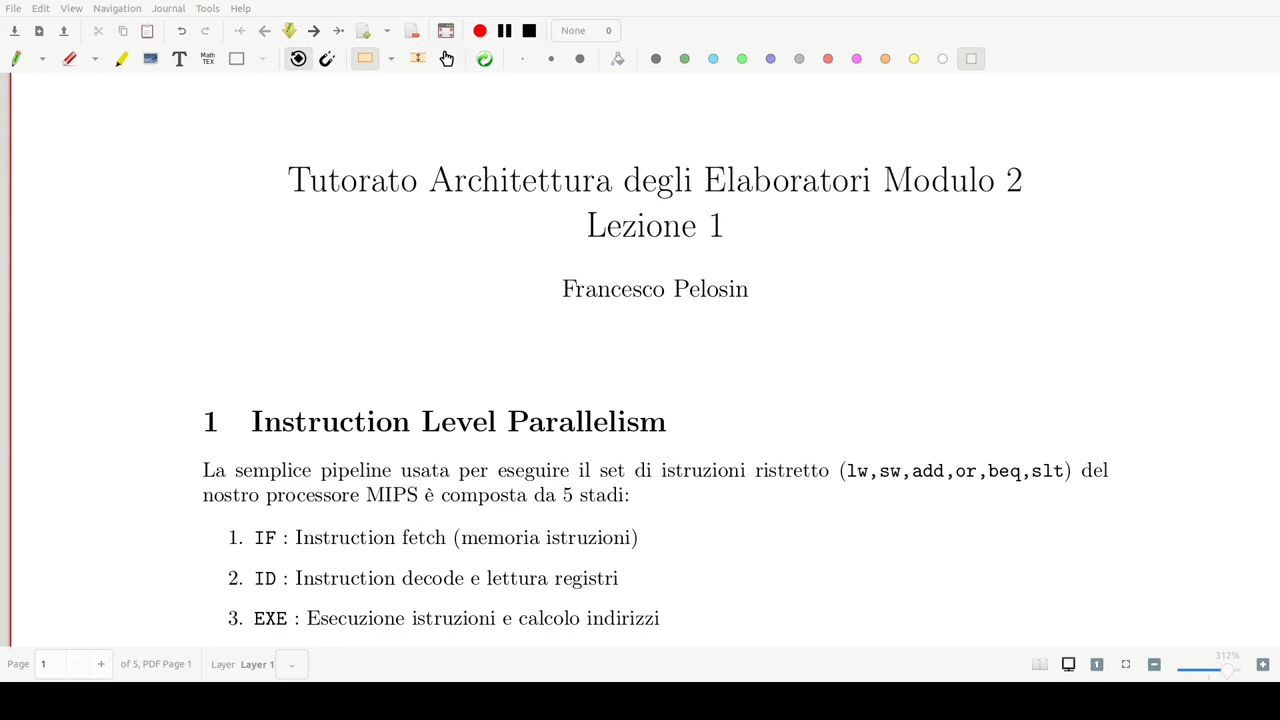 File Edit View Navigation Journal Tools Help
None 0
Math TEX
Tutorato Architettura degli Elaboratori Modulo 2
Lezione 1
Francesco Pelosin
1 Instruction Level Parallelism
La semplice pipeline usata per eseguire il set di istruzioni ristretto (lw,sw,add,or,beq,slt) del
nostro processore MIPS è composta da 5 stadi:
1. IF : Instruction fetch (memoria istruzioni)
2. ID : Instruction decode e lettura registri
3. EXE : Esecuzione istruzioni e calcolo indirizzi
Page 1 of 5, PDF Page 1 Layer Layer 1 1 312%